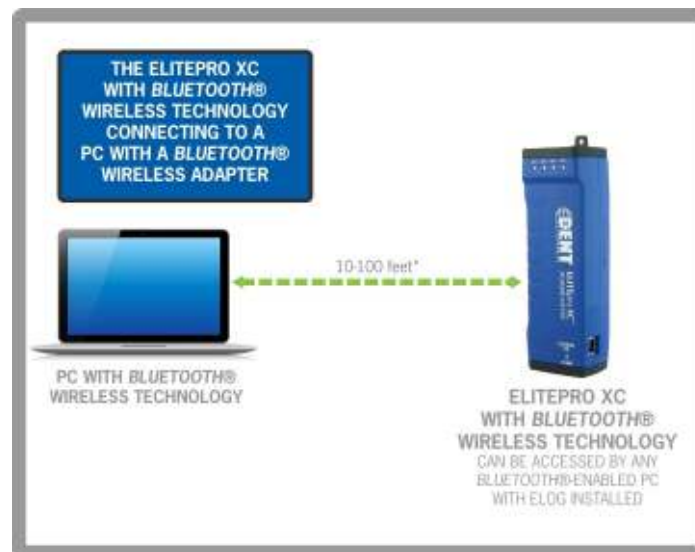 THE ELITEPRO XC
WITH BLUETOOTH®
WIRELESS TECHNOLOGY
CONNECTING TO A
PC WITH A BLUETOOTH®
WIRELESS ADAPTER
10-100 feet*
PC WITH BLUETOOTH®
WIRELESS TECHNOLOGY
DENT
ELITEpro XC™
ELITEPRO XC
WITH BLUETOOTH®
WIRELESS TECHNOLOGY
CAN BE ACCESSED BY ANY
BLUETOOTH®-ENABLED PC
WITH ELOG INSTALLED